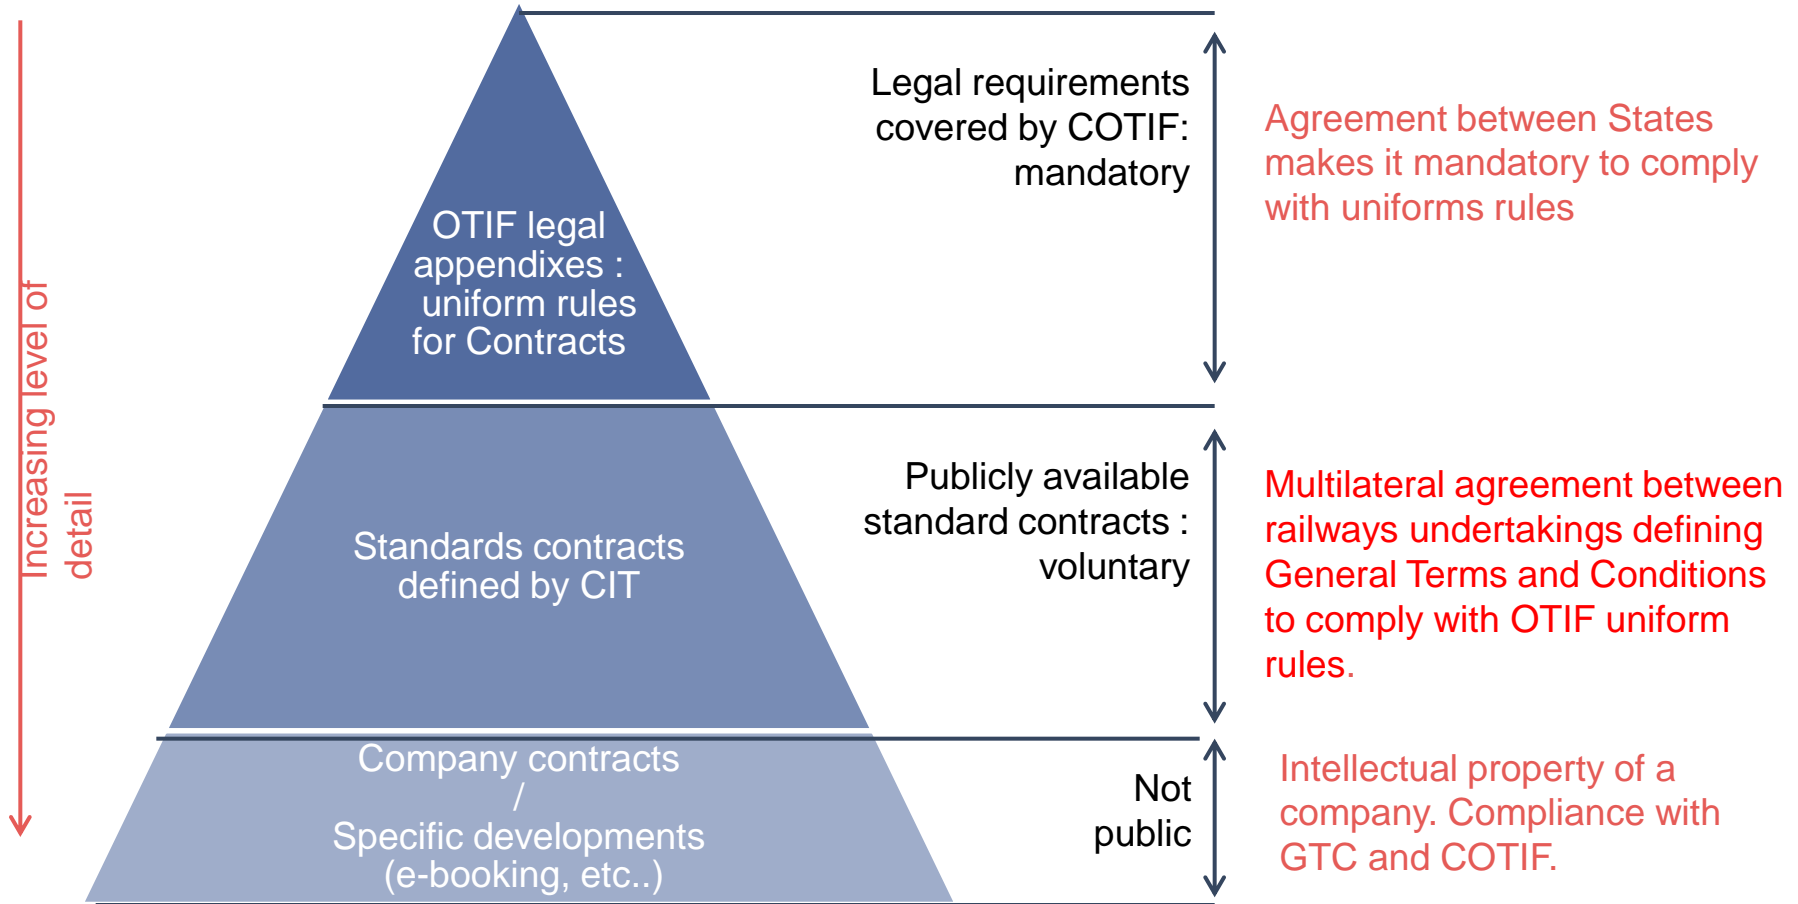 Increasing level of
detail
OTIF legal
appendixes :
uniform rules
for Contracts
Legal requirements
covered by COTIF:
mandatory
Agreement between States
makes it mandatory to comply
with uniforms rules
Standards contracts
defined by CIT
Publicly available
standard contracts :
voluntary
Multilateral agreement between
railways undertakings defining
General Terms and Conditions
to comply with OTIF uniform
rules.
Company contracts
/
Specific developments
(e-booking, etc..)
Not
public
Intellectual property of a
company. Compliance with
GTC and COTIF.